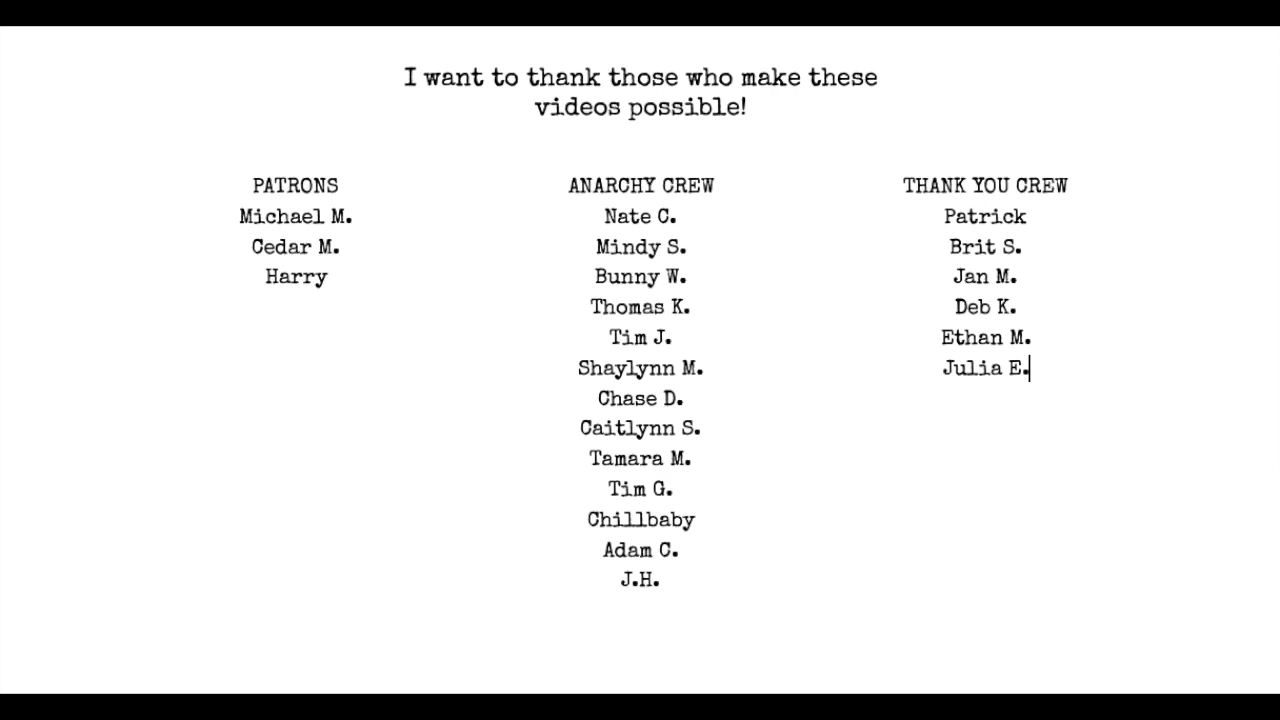 I want to thank those who make these
videos possible!
PATRONS
Michael M.
Cedar M.
Harry
ANARCHY CREW
Nate C.
Mindy S.
Bunny W.
Thomas K.
Tim J.
Shaylynn M.
Chase D.
Caitlynn S.
Tamara M.
Tim G.
Chillbaby
Adam C.
J.H.
THANK YOU CREW
Patrick
Brit S.
Jan M.
Deb K.
Ethan M.
Julia E.